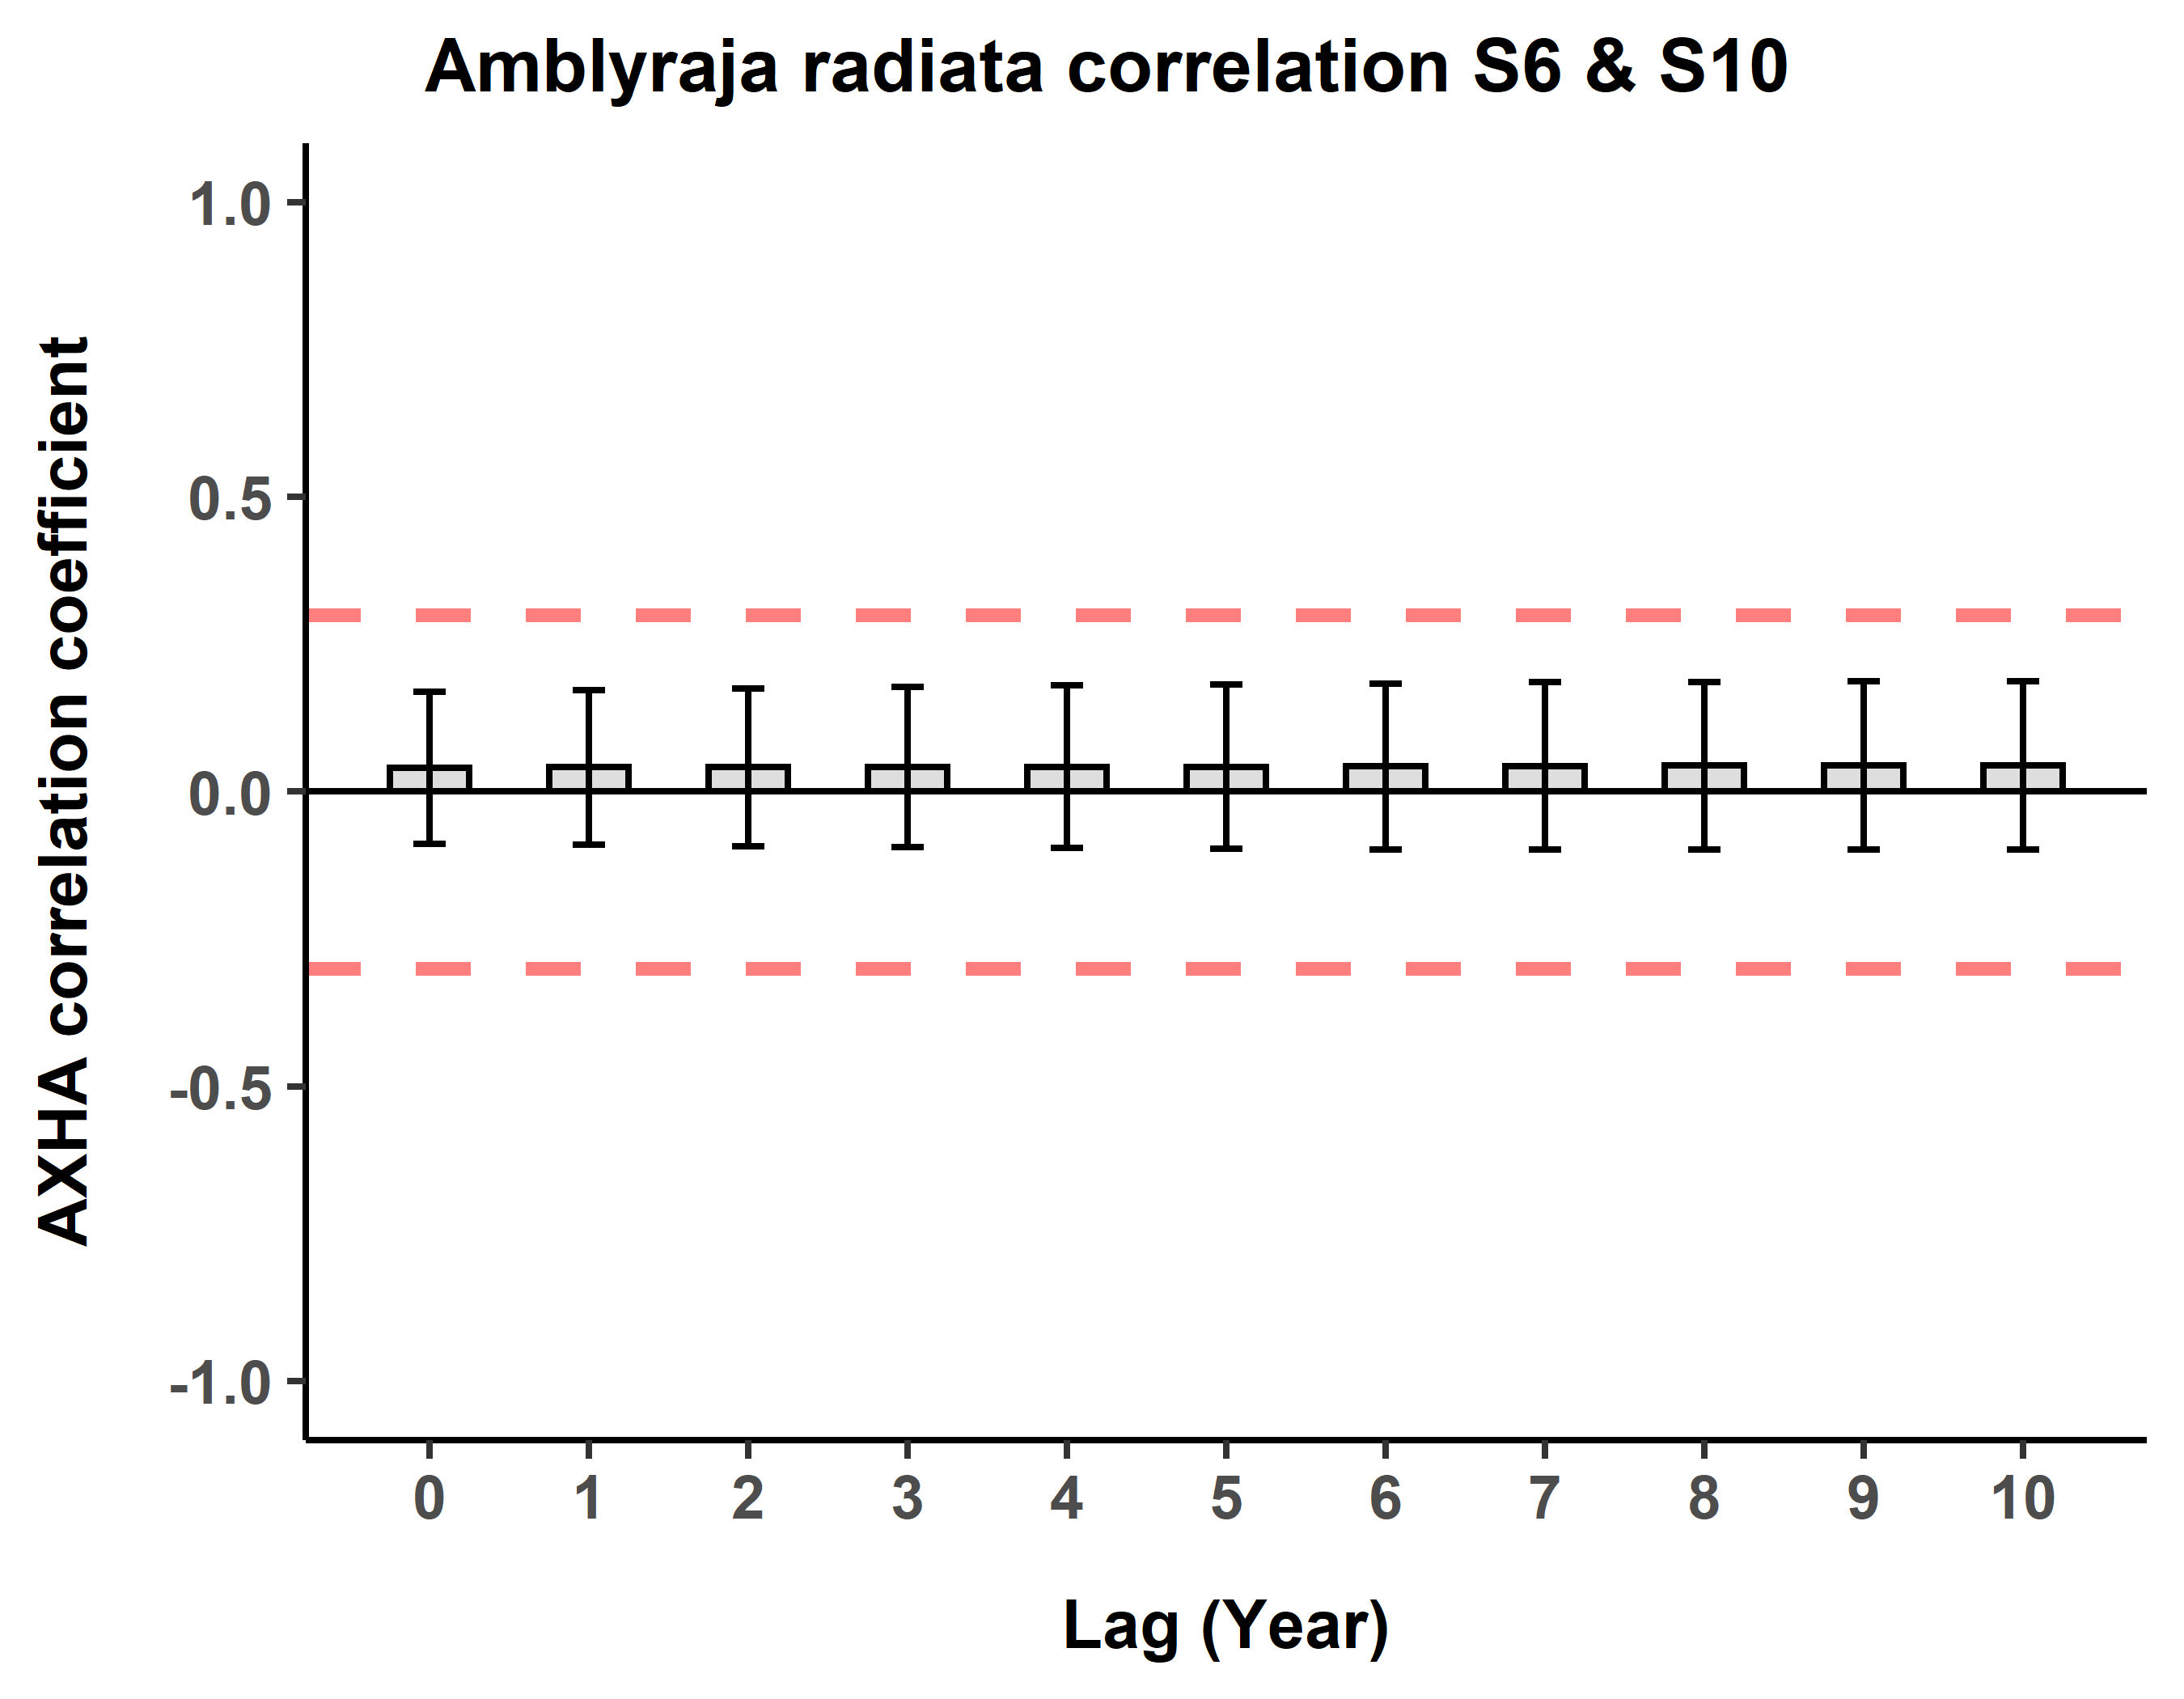 Amblyraja radiata correlation S6 & S10
AXHA correlation coefficient
1.0
0.5
0.0
-0.5
-1.0
0 1 2 3 4 5 6 7 8 9 10
Lag (Year)